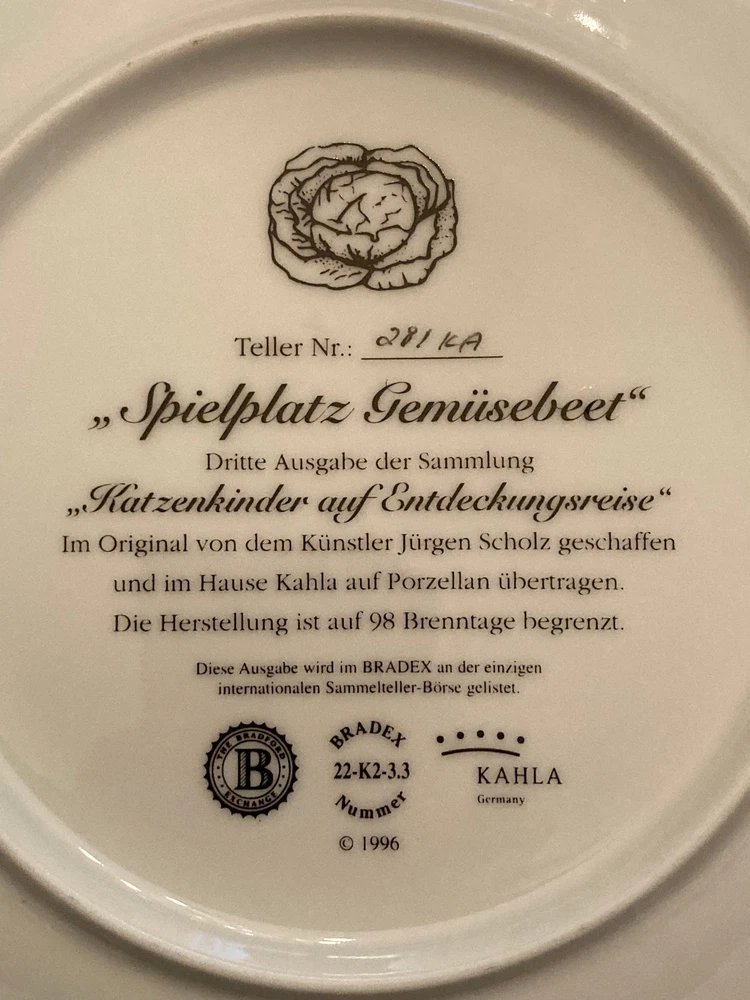 Teller Nr.: 281 KA
„Spielplatz Gemüsebeet“
Dritte Ausgabe der Sammlung
„Katzenkinder auf Entdeckungsreise“
Im Original von dem Künstler Jürgen Scholz geschaffen
und im Hause Kahla auf Porzellan übertragen.
Die Herstellung ist auf 98 Brenntage begrenzt.
Diese Ausgabe wird im BRADEX an der einzigen
internationalen Sammelteller-Börse gelistet.
THE BRADFORD
B
EXCHANGE
BRADEX
22-K2-3.3
Nummer
KAHLA
Germany
© 1996